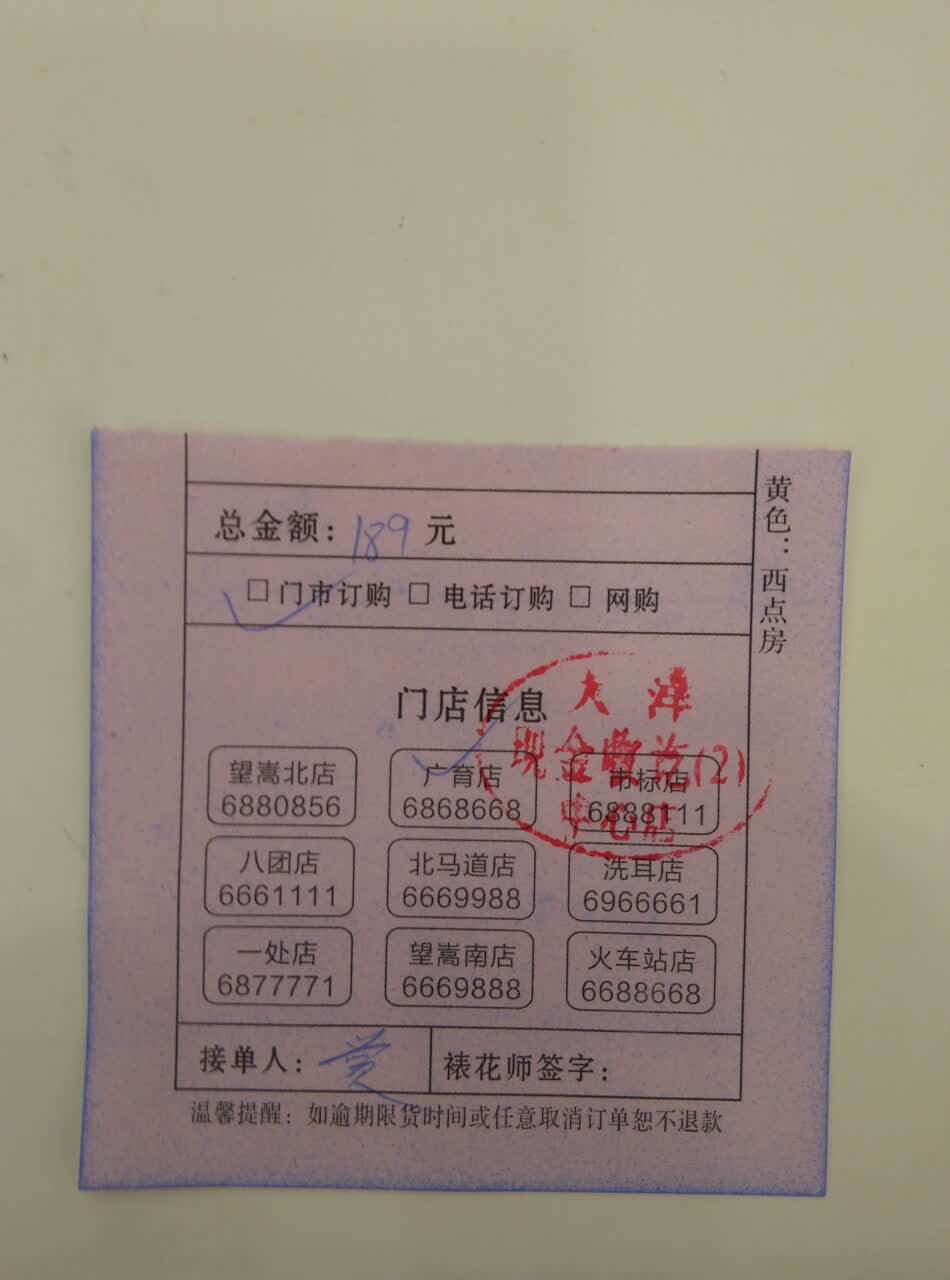 总金额：189 元
□ 门市订购 □ 电话订购 □ 网购
黄色：西点房
门店信息
天津
现金收讫(2)
中心店
望嵩北店 广育店 市标店
6880856 6868668 6888111
八团店 北马道店 洗耳店
6661111 6669988 6966661
一处店 望嵩南店 火车站店
6877771 6669888 6688668
接单人： 裱花师签字：
温馨提醒：如逾期限货时间或任意取消订单恕不退款